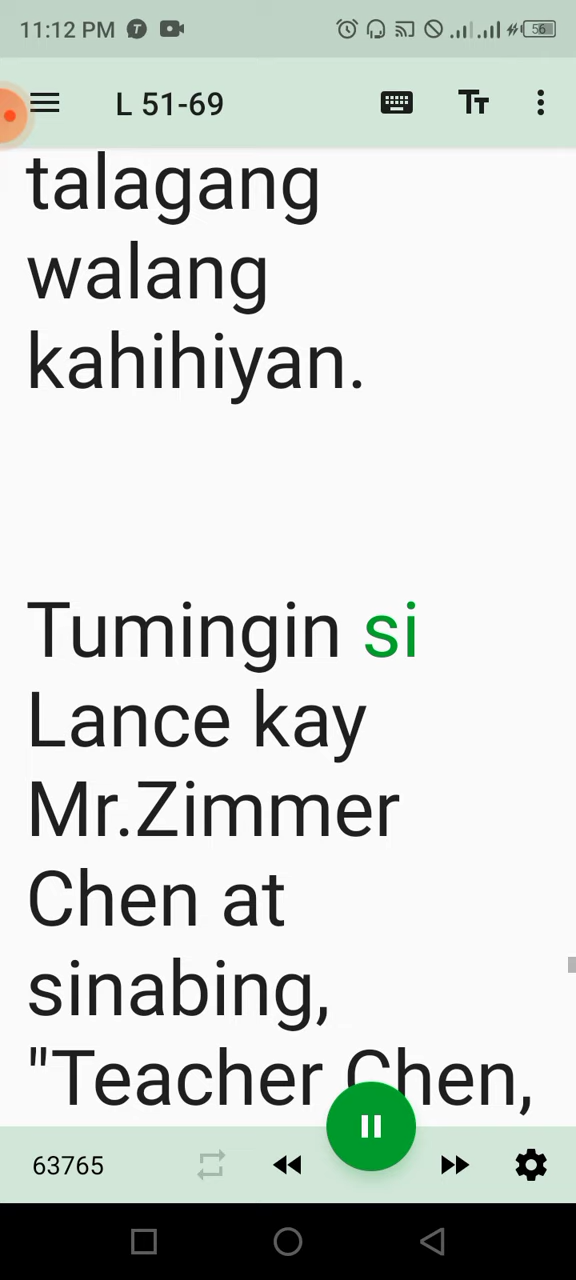 11:12 PM
56
L 51-69
talagang
walang
kahihiyan.
Tumingin si
Lance kay
Mr.Zimmer
Chen at
sinabing,
"Teacher Chen,
63765